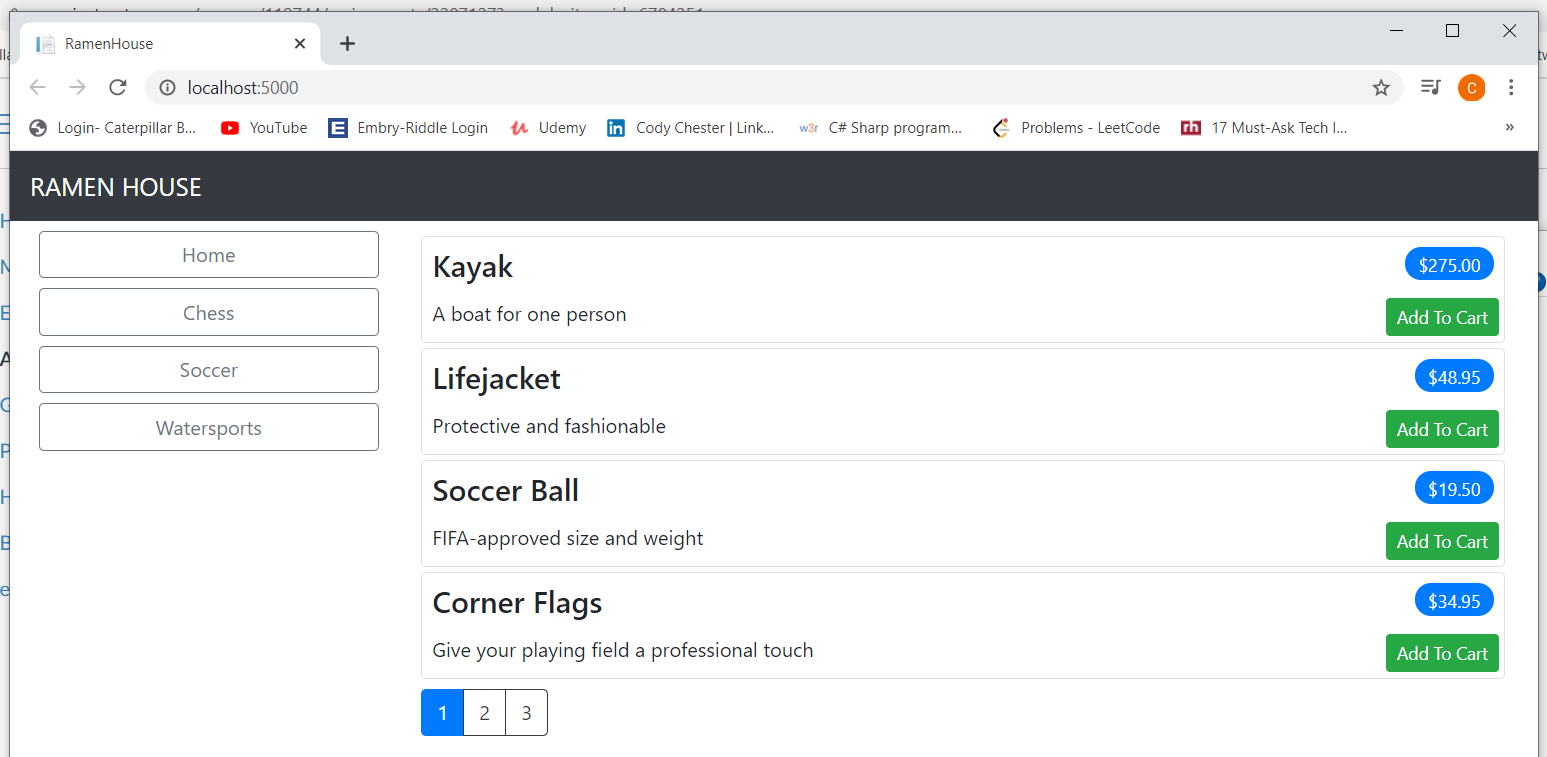 RamenHouse
localhost:5000
C
Login- Caterpillar B... YouTube E Embry-Riddle Login Udemy in Cody Chester | Link... w3r C# Sharp program... Problems - LeetCode rh 17 Must-Ask Tech I... »
RAMEN HOUSE
Home
Chess
Soccer
Watersports
Kayak $275.00
A boat for one person Add To Cart
Lifejacket $48.95
Protective and fashionable Add To Cart
Soccer Ball $19.50
FIFA-approved size and weight Add To Cart
Corner Flags $34.95
Give your playing field a professional touch Add To Cart
1 2 3